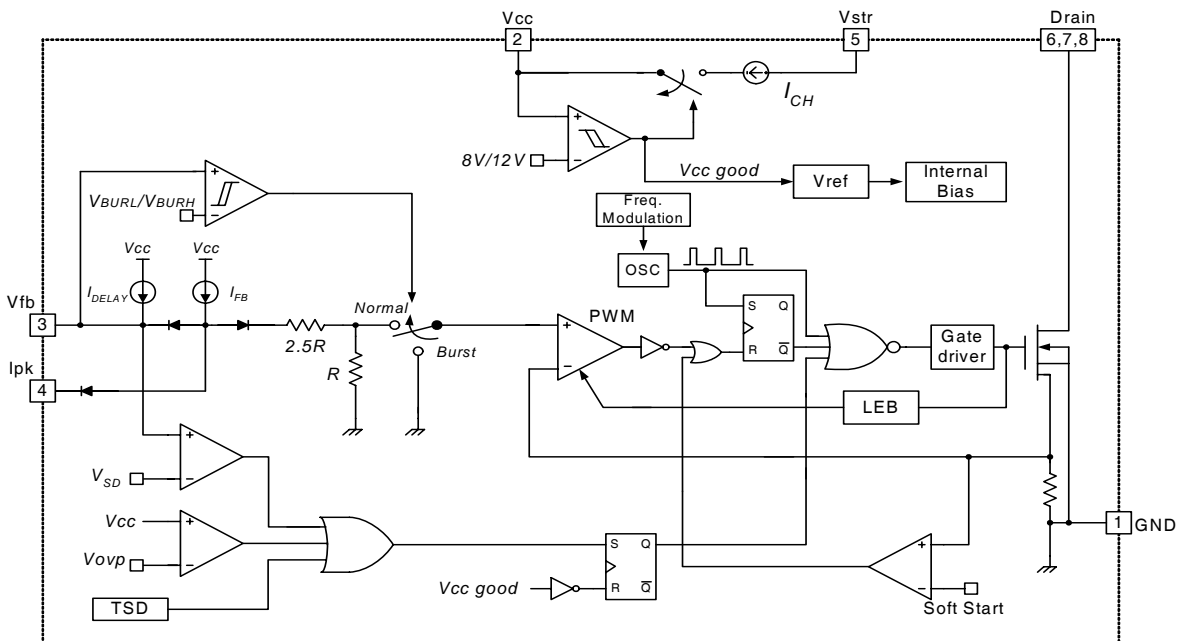 Vcc
Vstr
Drain
2
5
6,7,8
I_CH
+
8V/12V
−
Vcc good
Vref
Internal
Bias
+
V_BURL/V_BURH
−
Freq.
Modulation
OSC
Vcc
Vcc
I_DELAY
I_FB
Vfb
3
Normal
2.5R
R
Burst
Ipk
4
+
PWM
−
S Q
R Q̅
Gate
driver
LEB
+
V_SD
−
Vcc
+
Vovp
−
TSD
S Q
R Q̅
Vcc good
+
−
Soft Start
1
GND